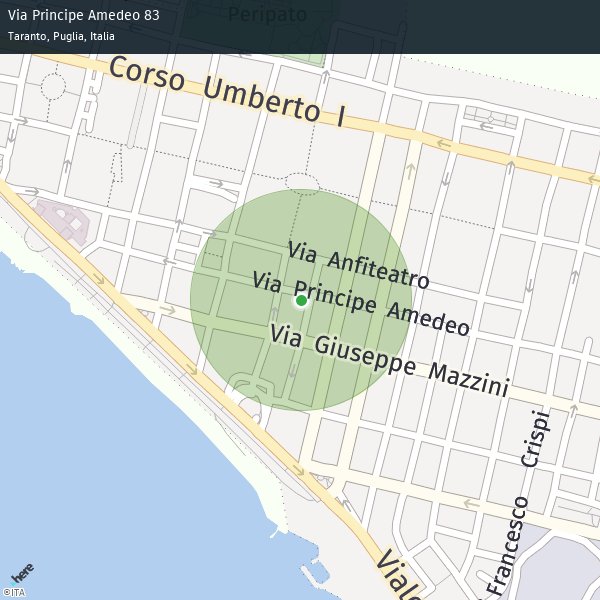 Via Principe Amedeo 83
Taranto, Puglia, Italia
Peripato
Corso Umberto I
Via Anfiteatro
Via Principe Amedeo
Via Giuseppe Mazzini
Francesco Crispi
Viale
here
©ITA